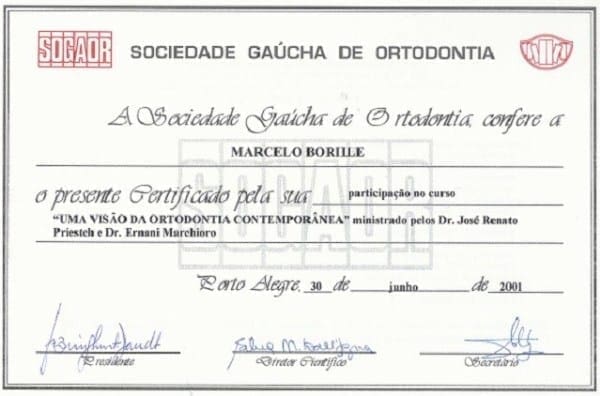 SOGAOR SOCIEDADE GAÚCHA DE ORTODONTIA
A Sociedade Gaúcha de Ortodontia, confere a
MARCELO BORILLE
o presente Certificado pela sua participação no curso
“UMA VISÃO DA ORTODONTIA CONTEMPORÂNEA” ministrado pelos Dr. José Renato
Priestch e Dr. Ernani Marchioro
SOGAOR
Porto Alegre, 30 de junho de 2001
Presidente Diretor Científico Secretário